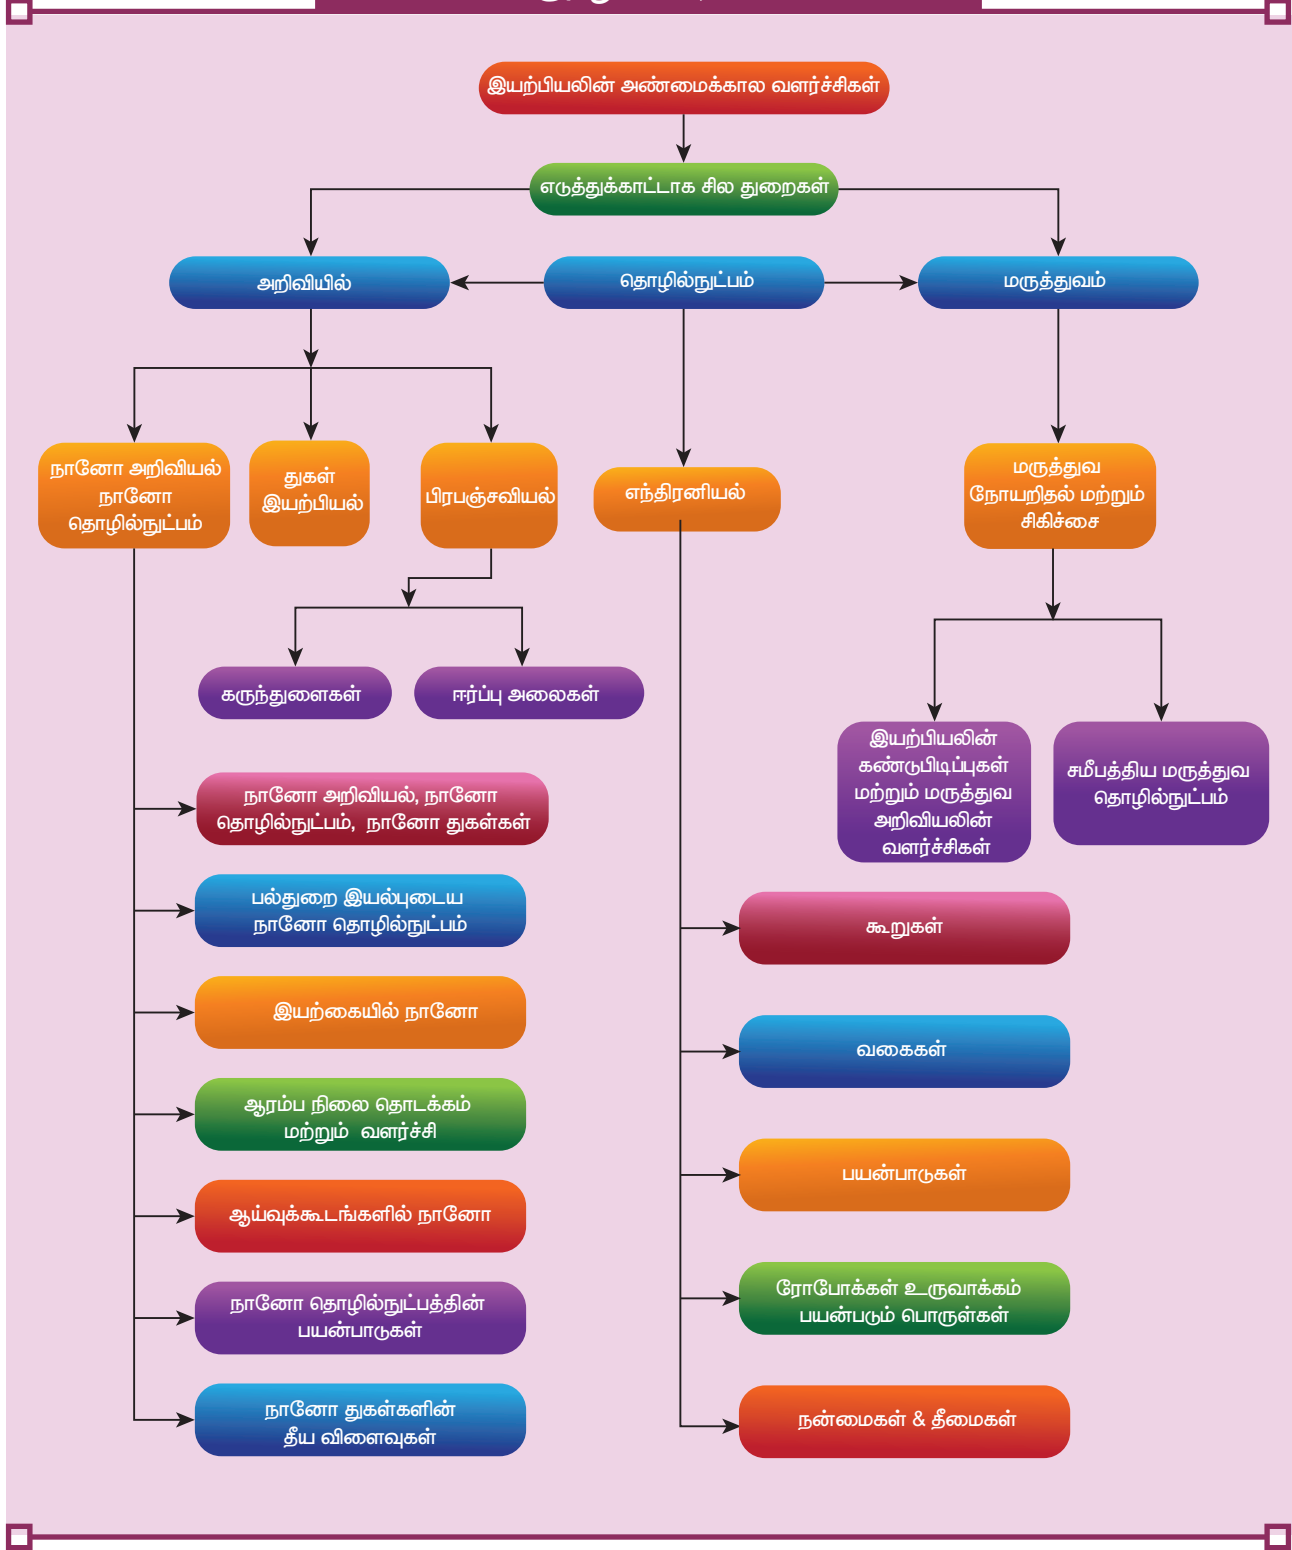 இயற்பியலின் அண்மைக்கால வளர்ச்சிகள்
எடுத்துக்காட்டாக சில துறைகள்
அறிவியில்
தொழில்நுட்பம்
மருத்துவம்
நானோ அறிவியல்
நானோ
தொழில்நுட்பம்
துகள்
இயற்பியல்
பிரபஞ்சவியல்
எந்திரனியல்
மருத்துவ
நோயறிதல் மற்றும்
சிகிச்சை
கருந்துளைகள்
ஈர்ப்பு அலைகள்
இயற்பியலின்
கண்டுபிடிப்புகள்
மற்றும் மருத்துவ
அறிவியலின்
வளர்ச்சிகள்
சமீபத்திய மருத்துவ
தொழில்நுட்பம்
நானோ அறிவியல், நானோ
தொழில்நுட்பம், நானோ துகள்கள்
பல்துறை இயல்புடைய
நானோ தொழில்நுட்பம்
இயற்கையில் நானோ
ஆரம்ப நிலை தொடக்கம்
மற்றும் வளர்ச்சி
ஆய்வுக்கூடங்களில் நானோ
நானோ தொழில்நுட்பத்தின்
பயன்பாடுகள்
நானோ துகள்களின்
தீய விளைவுகள்
கூறுகள்
வகைகள்
பயன்பாடுகள்
ரோபோக்கள் உருவாக்கம்
பயன்படும் பொருள்கள்
நன்மைகள் & தீமைகள்